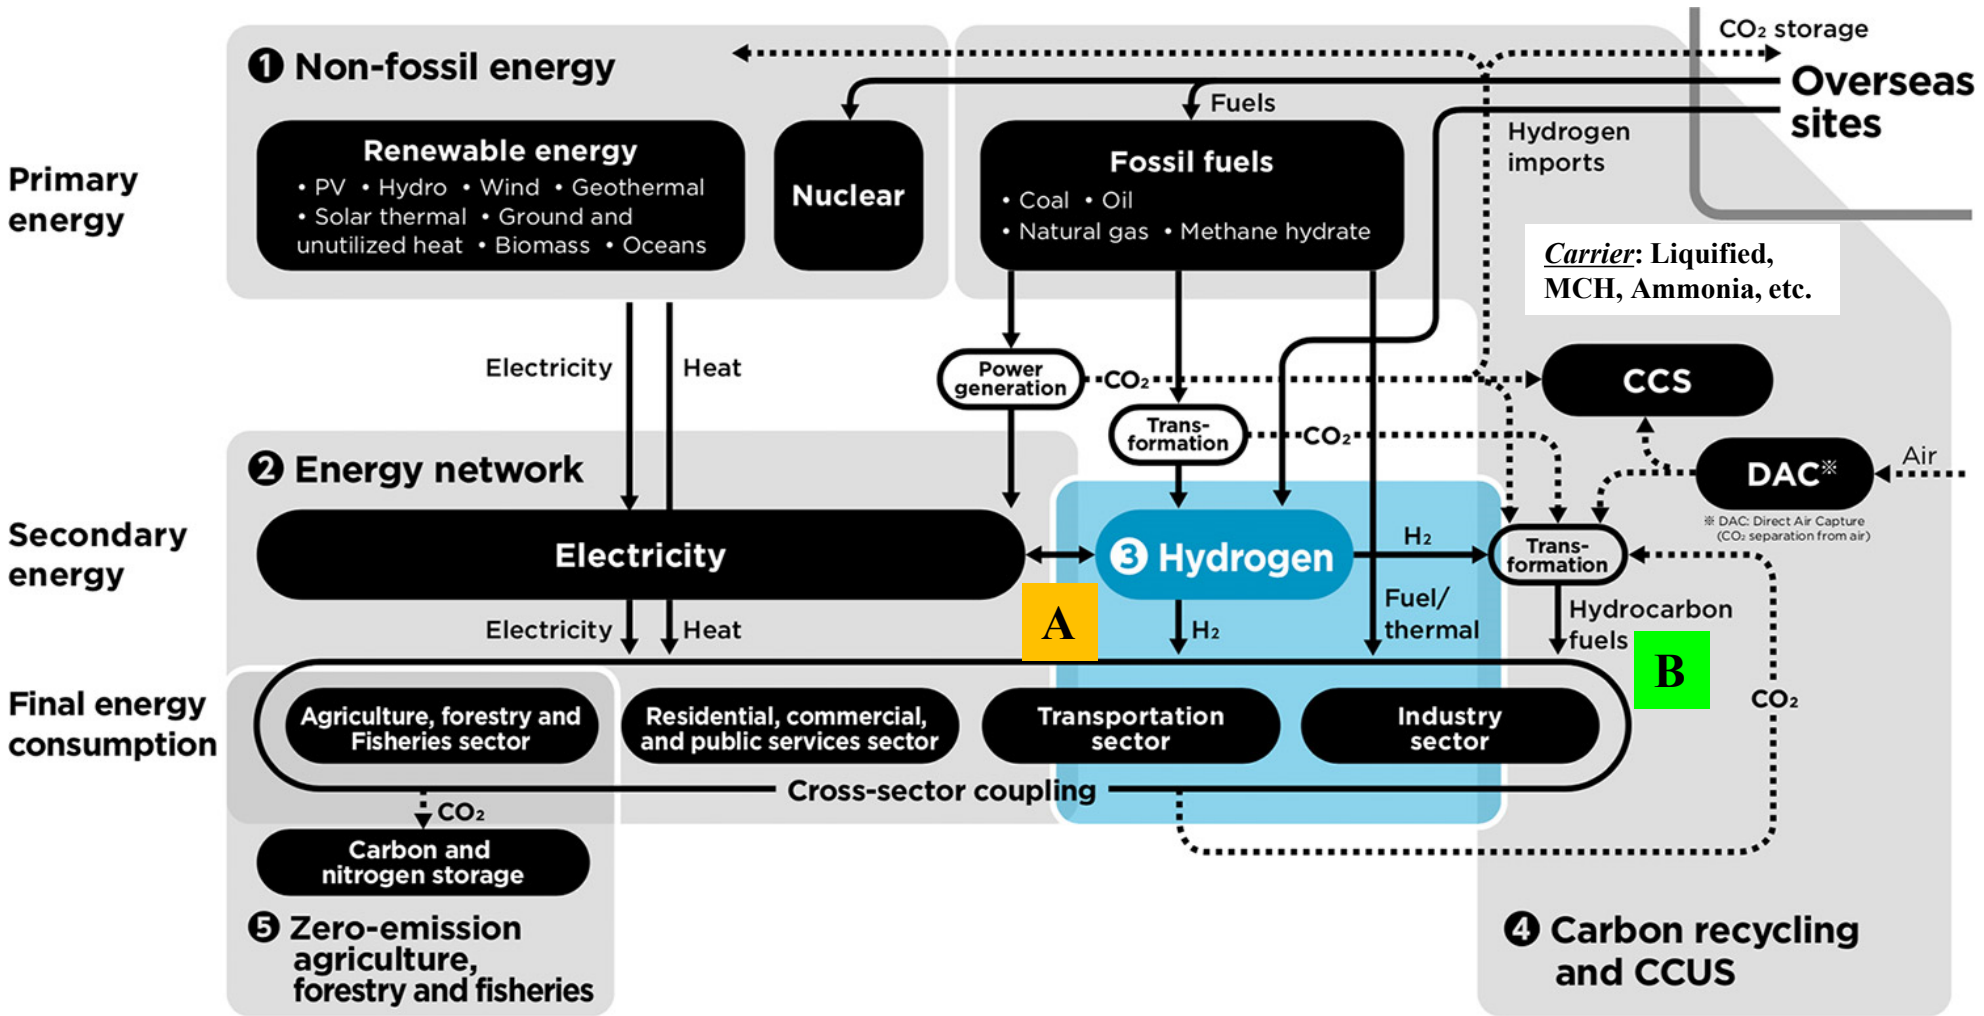 CO₂ storage
❶ Non-fossil energy
Overseas
sites
Fuels
Hydrogen
imports
Primary
energy
Renewable energy
• PV • Hydro • Wind • Geothermal
• Solar thermal • Ground and
unutilized heat • Biomass • Oceans
Nuclear
Fossil fuels
• Coal • Oil
• Natural gas • Methane hydrate
Carrier: Liquified,
MCH, Ammonia, etc.
Electricity
Heat
Power
generation
CO₂
CCS
Trans-
formation
CO₂
DAC※
Air
※ DAC: Direct Air Capture
(CO₂ separation from air)
❷ Energy network
Secondary
energy
Electricity
❸ Hydrogen
H₂
Trans-
formation
Electricity
Heat
A
H₂
Fuel/
thermal
Hydrocarbon
fuels
B
CO₂
Final energy
consumption
Agriculture, forestry and
Fisheries sector
Residential, commercial,
and public services sector
Transportation
sector
Industry
sector
Cross-sector coupling
CO₂
Carbon and
nitrogen storage
❺ Zero-emission
agriculture,
forestry and fisheries
❹ Carbon recycling
and CCUS